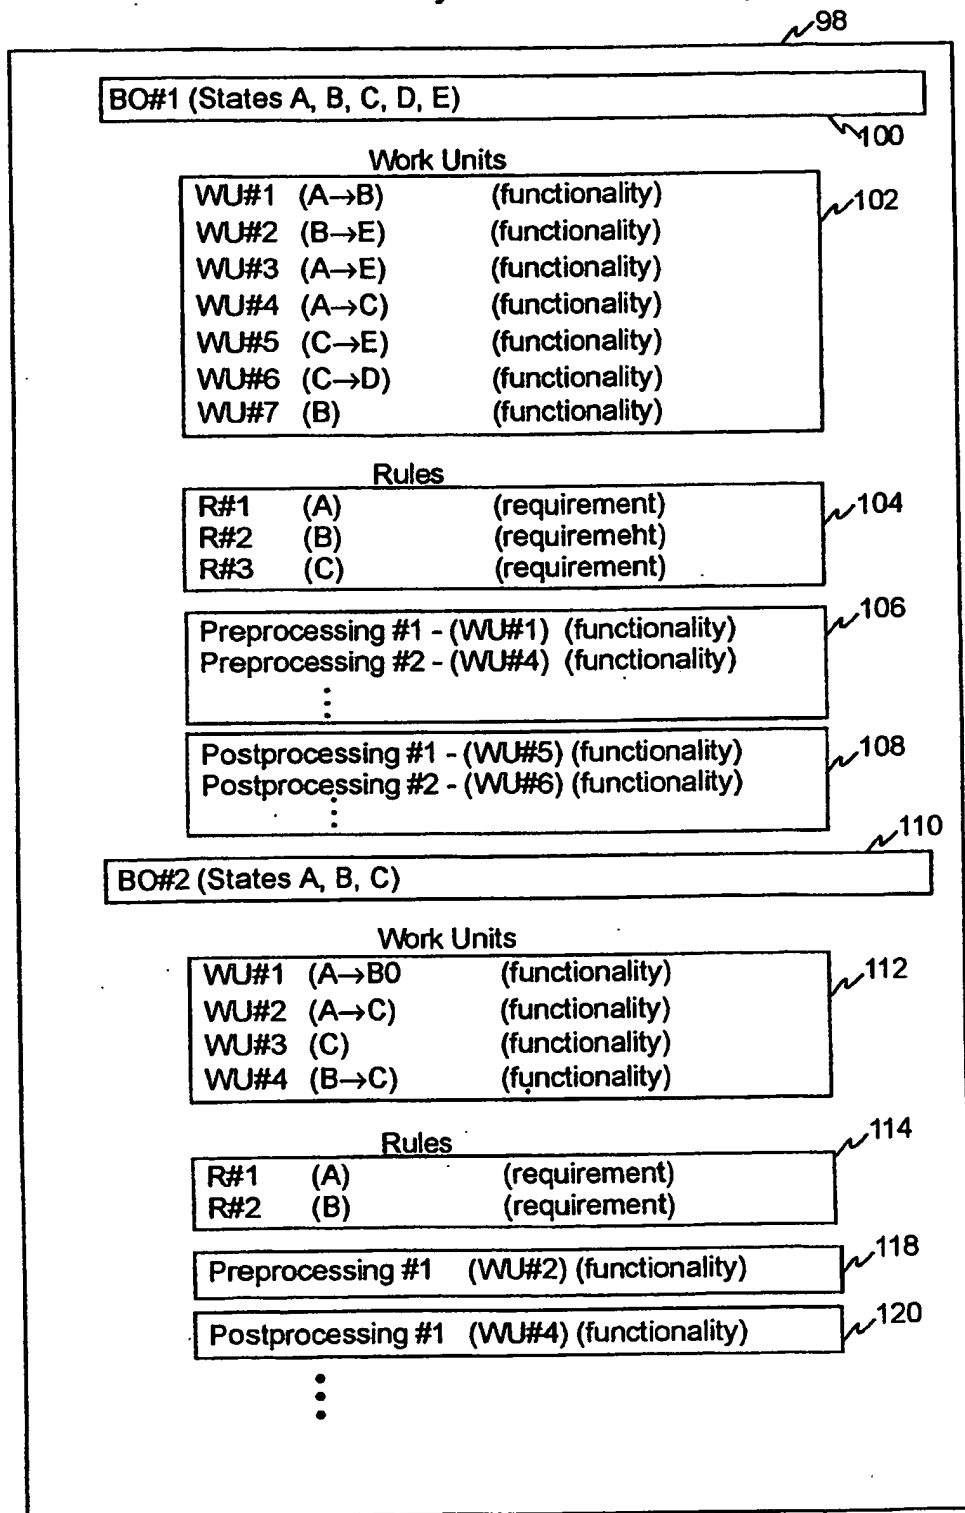 98
BO#1 (States A, B, C, D, E)
100
Work Units
WU#1 (A→B) (functionality)
102
WU#2 (B→E) (functionality)
WU#3 (A→E) (functionality)
WU#4 (A→C) (functionality)
WU#5 (C→E) (functionality)
WU#6 (C→D) (functionality)
WU#7 (B) (functionality)
Rules
R#1 (A) (requirement)
104
R#2 (B) (requirement)
R#3 (C) (requirement)
106
Preprocessing #1 - (WU#1) (functionality)
Preprocessing #2 - (WU#4) (functionality)
Postprocessing #1 - (WU#5) (functionality)
108
Postprocessing #2 - (WU#6) (functionality)
110
BO#2 (States A, B, C)
Work Units
WU#1 (A→B0 (functionality)
112
WU#2 (A→C) (functionality)
WU#3 (C) (functionality)
WU#4 (B→C) (functionality)
114
Rules
R#1 (A) (requirement)
R#2 (B) (requirement)
118
Preprocessing #1 (WU#2) (functionality)
120
Postprocessing #1 (WU#4) (functionality)